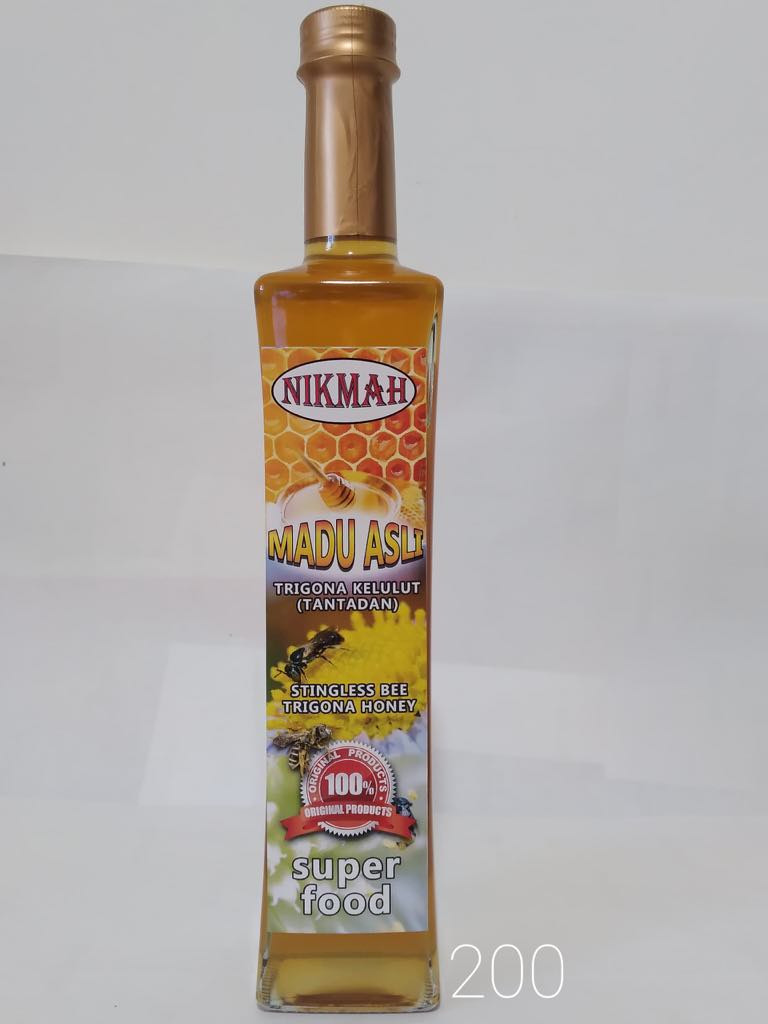 NIKMAH
MADU ASLI
TRIGONA KELULUT
(TANTADAN)
STINGLESS BEE
TRIGONA HONEY
ORIGINAL PRODUCTS
100%
ORIGINAL PRODUCTS
super
food
200